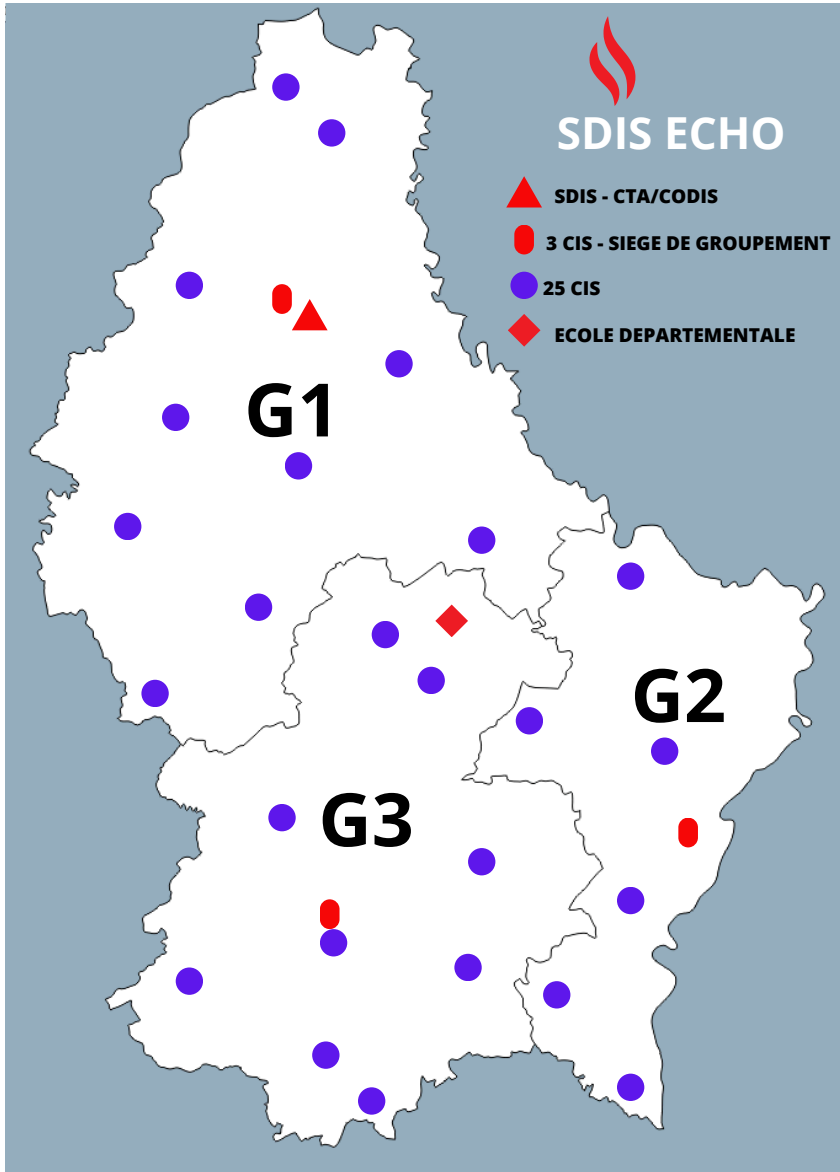 SDIS ECHO
SDIS - CTA/CODIS
3 CIS - SIEGE DE GROUPEMENT
25 CIS
ECOLE DEPARTEMENTALE
G1
G2
G3